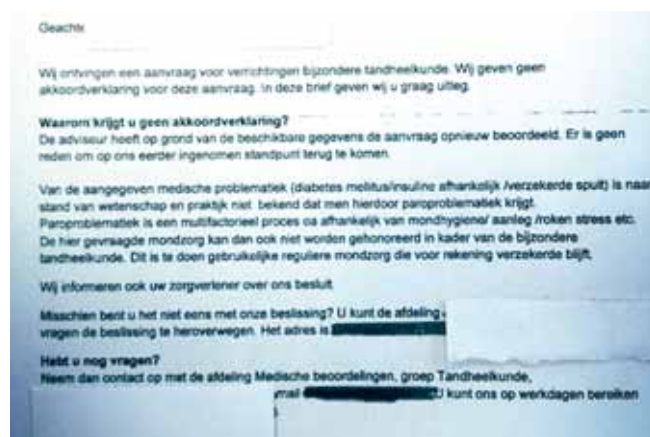 Geachte
Wij ontvingen een aanvraag voor verrichtingen bijzondere tandheelkunde. Wij geven geen
akkoordverklaring voor deze aanvraag. In deze brief geven wij u graag uitleg.
Waarom krijgt u geen akkoordverklaring?
De adviseur heeft op grond van de beschikbare gegevens de aanvraag opnieuw beoordeeld. Er is geen
reden om op ons eerder ingenomen standpunt terug te komen.
Van de aangegeven medische problematiek (diabetes melitus/insuline afhankelijk /verzekerde spuit) is naar
stand van wetenschap en praktijk niet bekend dat men hierdoor paroproblematiek krijgt.
Paroproblematiek is een multifactorieel proces oa afhankelijk van mondhygiene/ aanleg /roken stress etc.
De hier gevraagde mondzorg kan dan ook niet worden gehonoreerd in kader van de bijzondere
tandheelkunde. Dit is te doen gebruikelijke reguliere mondzorg die voor rekening verzekerde blijft.
Wij informeren ook uw zorgverlener over ons besluit.
Misschien bent u het niet eens met onze beslissing? U kunt de afdeling
vragen de beslissing te heroverwegen. Het adres is
Hebt u nog vragen?
Neem dan contact op met de afdeling Medische beoordelingen, groep Tandheelkunde,
mail U kunt ons op werkdagen bereiken